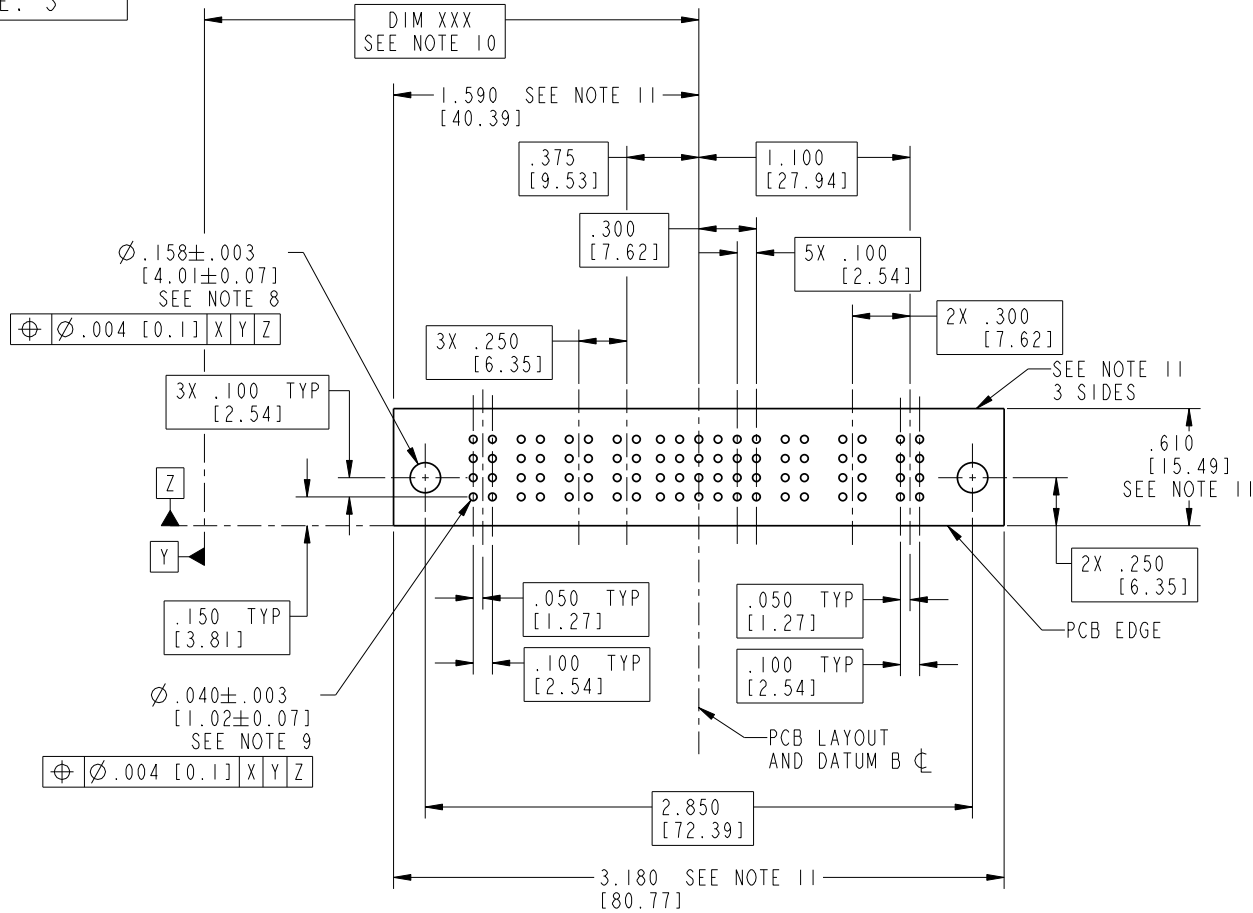 E. 3
DIM XXX
SEE NOTE 10
1.590 SEE NOTE 11
[40.39]
.375
[9.53]
1.100
[27.94]
.300
[7.62]
5X .100
[2.54]
Ø.158±.003
[4.01±0.07]
SEE NOTE 8
⌖ Ø.004 [0.1] X Y Z
3X .250
[6.35]
2X .300
[7.62]
3X .100 TYP
[2.54]
SEE NOTE 11
3 SIDES
.610
[15.49]
SEE NOTE 11
Z
Y
2X .250
[6.35]
.150 TYP
[3.81]
.050 TYP
[1.27]
.050 TYP
[1.27]
PCB EDGE
.100 TYP
[2.54]
.100 TYP
[2.54]
Ø.040±.003
[1.02±0.07]
SEE NOTE 9
⌖ Ø.004 [0.1] X Y Z
PCB LAYOUT
AND DATUM B ℄
2.850
[72.39]
3.180 SEE NOTE 11
[80.77]